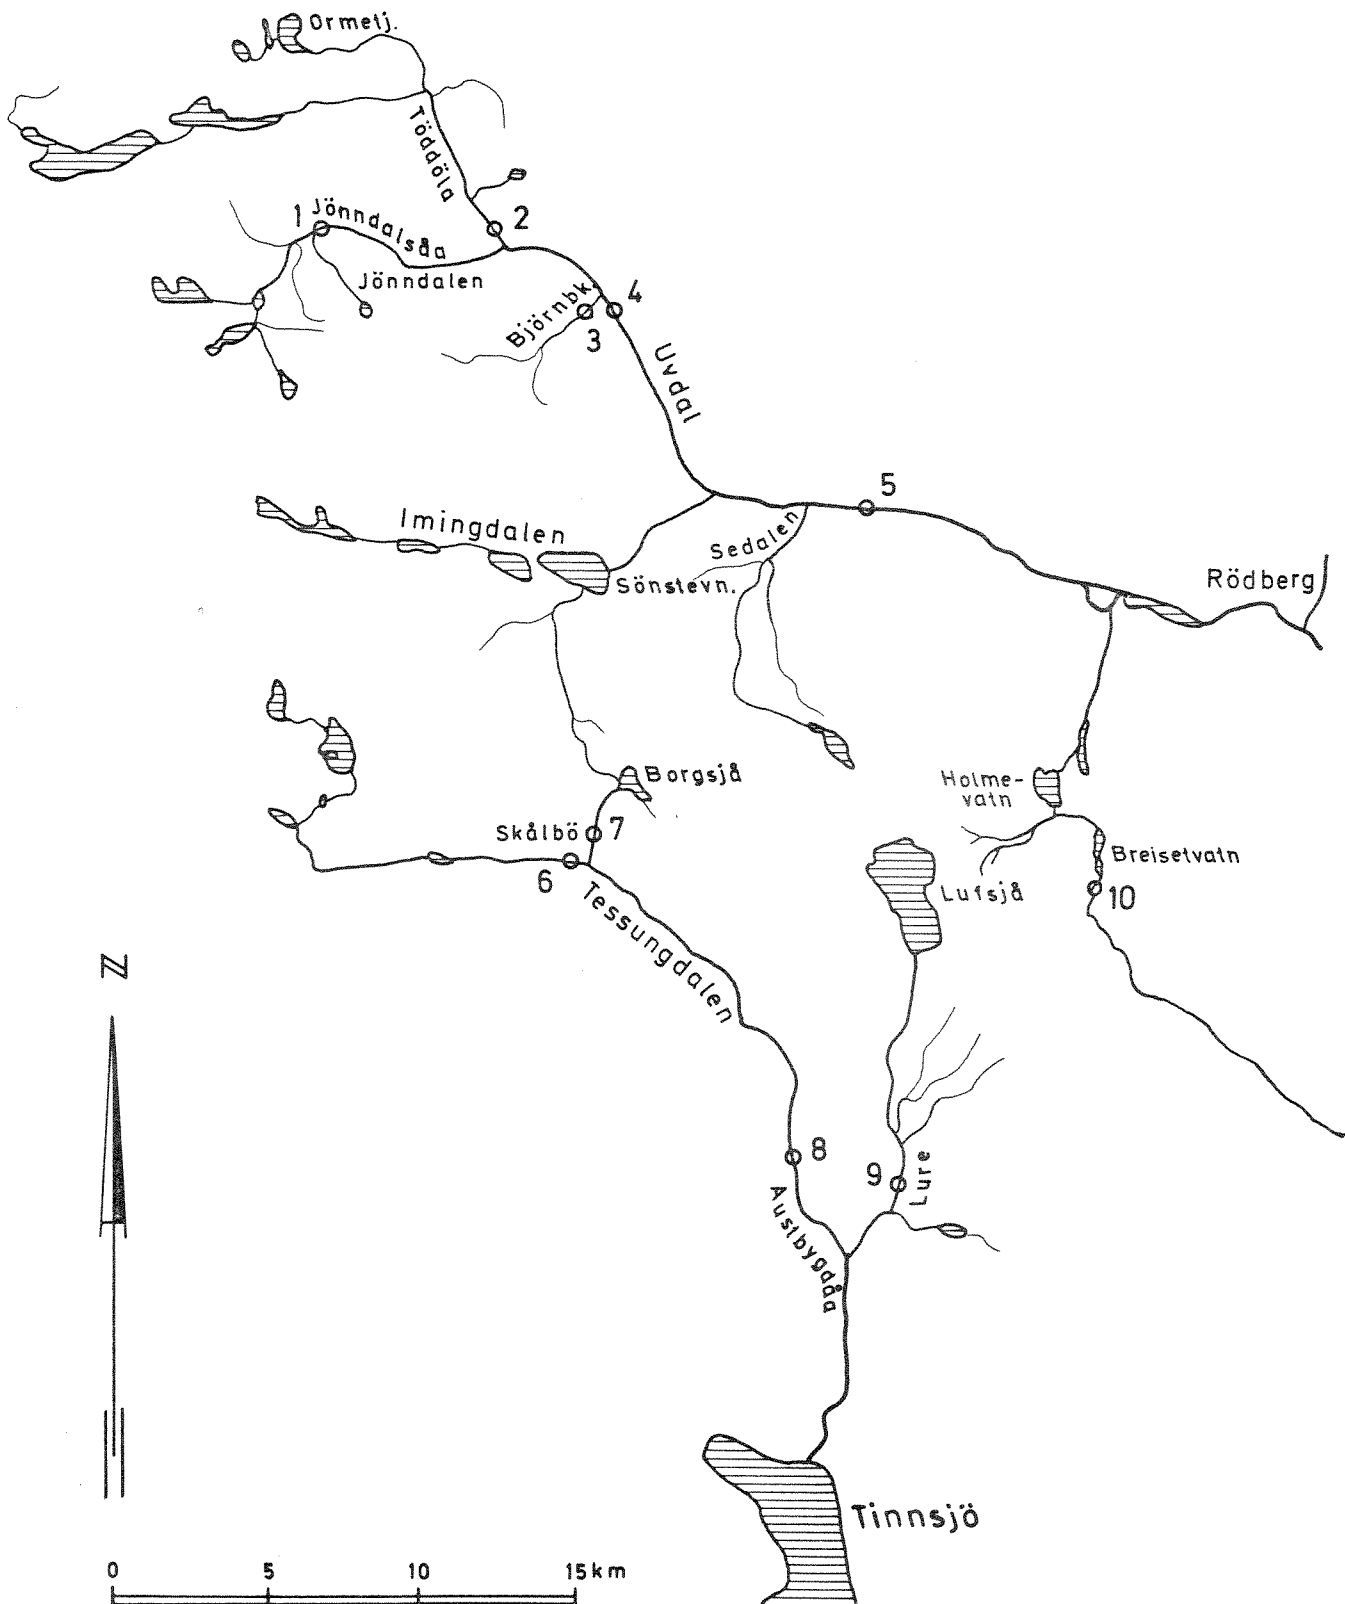 Ormetj.
Töddöla
1
Jönndalsåa
2
Jönndalen
Björnbk.
3
4
Uvdal
5
Imingdalen
Sedalen
Sönstevn.
Rödberg
Borgsjå
Holme-
vatn
Skålbö
7
6
Breisetvatn
Lufsjå
10
Tessungdalen
N
8
9
Lure
Austbygdåa
Tinnsjö
0 5 10 15 km